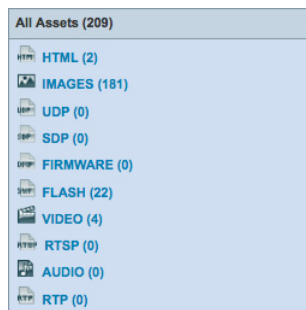 All Assets (209)
HTML (2)
IMAGES (181)
UDP (0)
SDP (0)
FIRMWARE (0)
FLASH (22)
VIDEO (4)
RTSP (0)
AUDIO (0)
RTP (0)